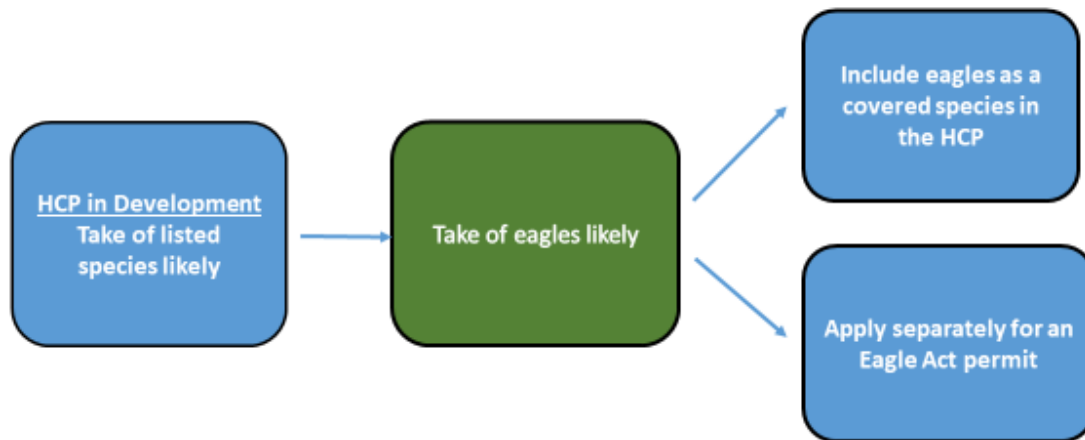 HCP in Development
Take of listed
species likely
Take of eagles likely
Include eagles as a
covered species in
the HCP
Apply separately for an
Eagle Act permit